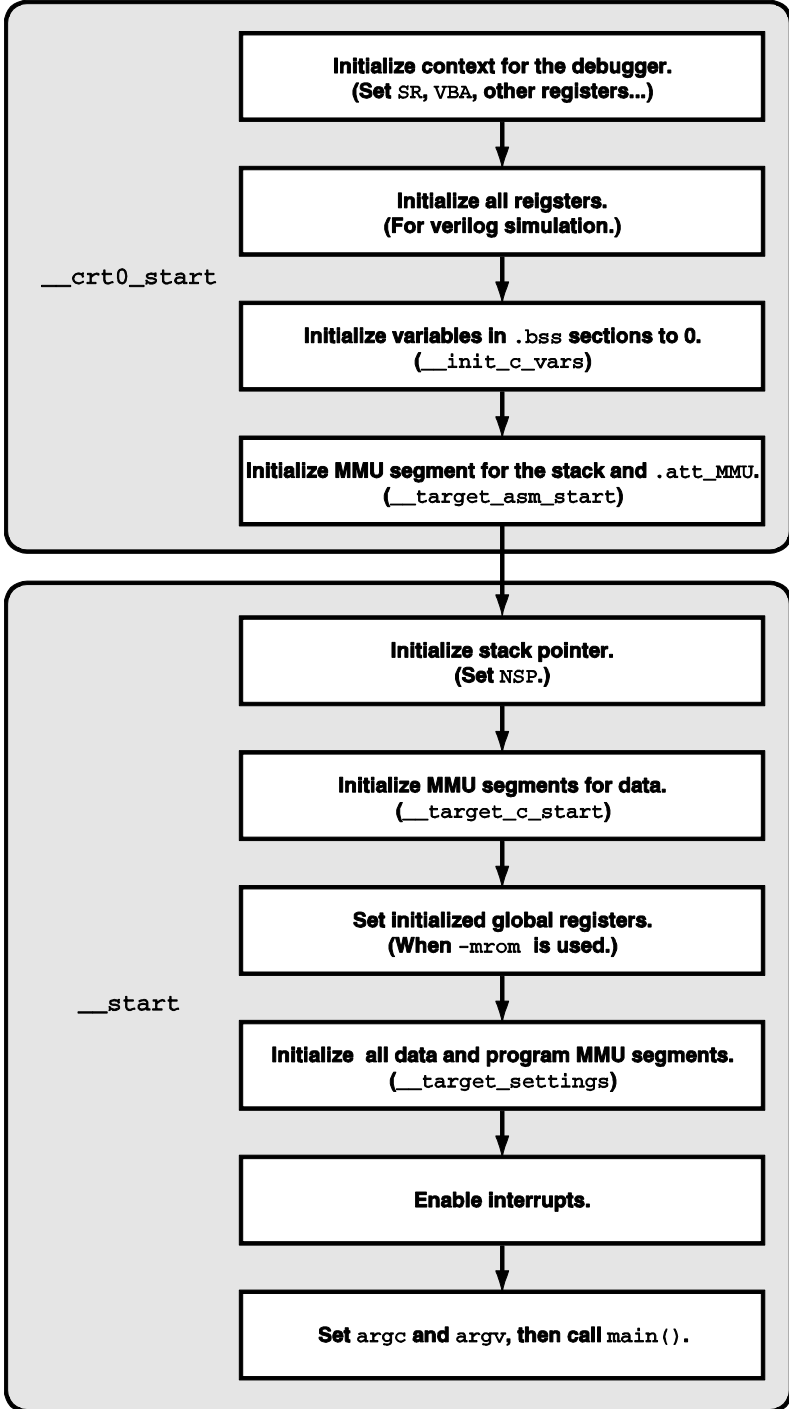 Initialize context for the debugger.
(Set SR, VBA, other registers...)
Initialize all reigsters.
(For verilog simulation.)
__crt0_start
Initialize variables in .bss sections to 0.
(__init_c_vars)
Initialize MMU segment for the stack and .att_MMU.
(__target_asm_start)
Initialize stack pointer.
(Set NSP.)
Initialize MMU segments for data.
(__target_c_start)
Set initialized global registers.
(When -mrom is used.)
__start
Initialize all data and program MMU segments.
(__target_settings)
Enable interrupts.
Set argc and argv, then call main().